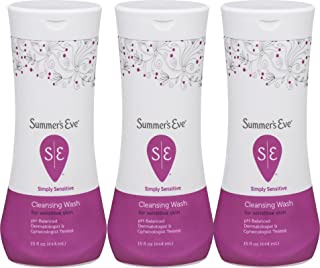 Summer's Eve®
S|E
Simply Sensitive
Cleansing Wash
for sensitive skin
pH-Balanced
Dermatologist &
Gynecologist Tested
15 fl oz (444 mL)
Summer's Eve®
S|E
Simply Sensitive
Cleansing Wash
for sensitive skin
pH-Balanced
Dermatologist &
Gynecologist Tested
15 fl oz (444 mL)
Summer's Eve®
S|E
Simply Sensitive
Cleansing Wash
for sensitive skin
pH-Balanced
Dermatologist &
Gynecologist Tested
15 fl oz (444 mL)